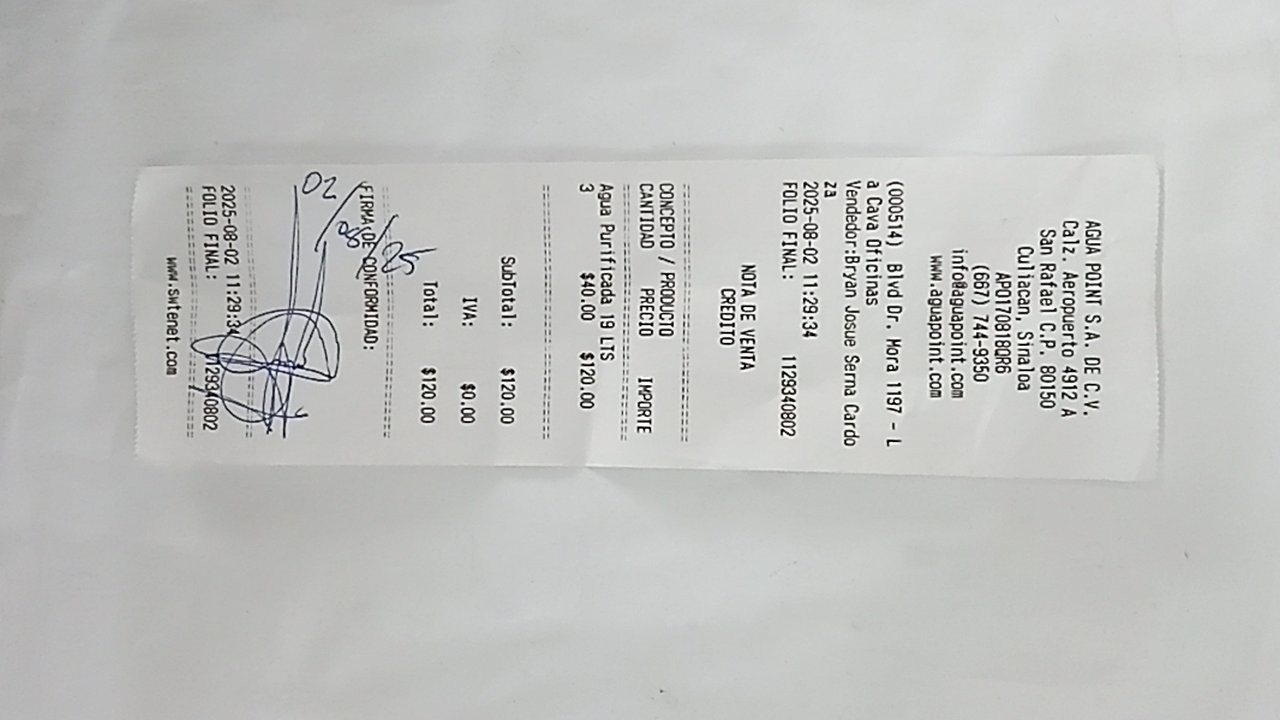 AGUA POINT S.A. DE C.V.
Calz. Aeropuerto 4912 A
San Rafael C.P. 80150
Culiacan, Sinaloa
APO170818QR6
(667) 744-9350
info@aguapoint.com
www.aguapoint.com
(000514) Blvd Dr. Mora 1197 - L
a Cava Oficinas
Vendedor:Bryan Josue Serna Cardo
za
2025-08-02 11:29:34
FOLIO FINAL: 1129340802
NOTA DE VENTA
CREDITO
==============================
CONCEPTO / PRODUCTO
CANTIDAD PRECIO IMPORTE
==============================
Agua Purificada 19 LTS
3 $40.00 $120.00
==============================
SubTotal: $120.00
IVA: $0.00
Total: $120.00
==============================
FIRMA DE CONFORMIDAD:
02/08/25
==============================
2025-08-02 11:29:34
FOLIO FINAL: 1129340802
==============================
www.swtenet.com